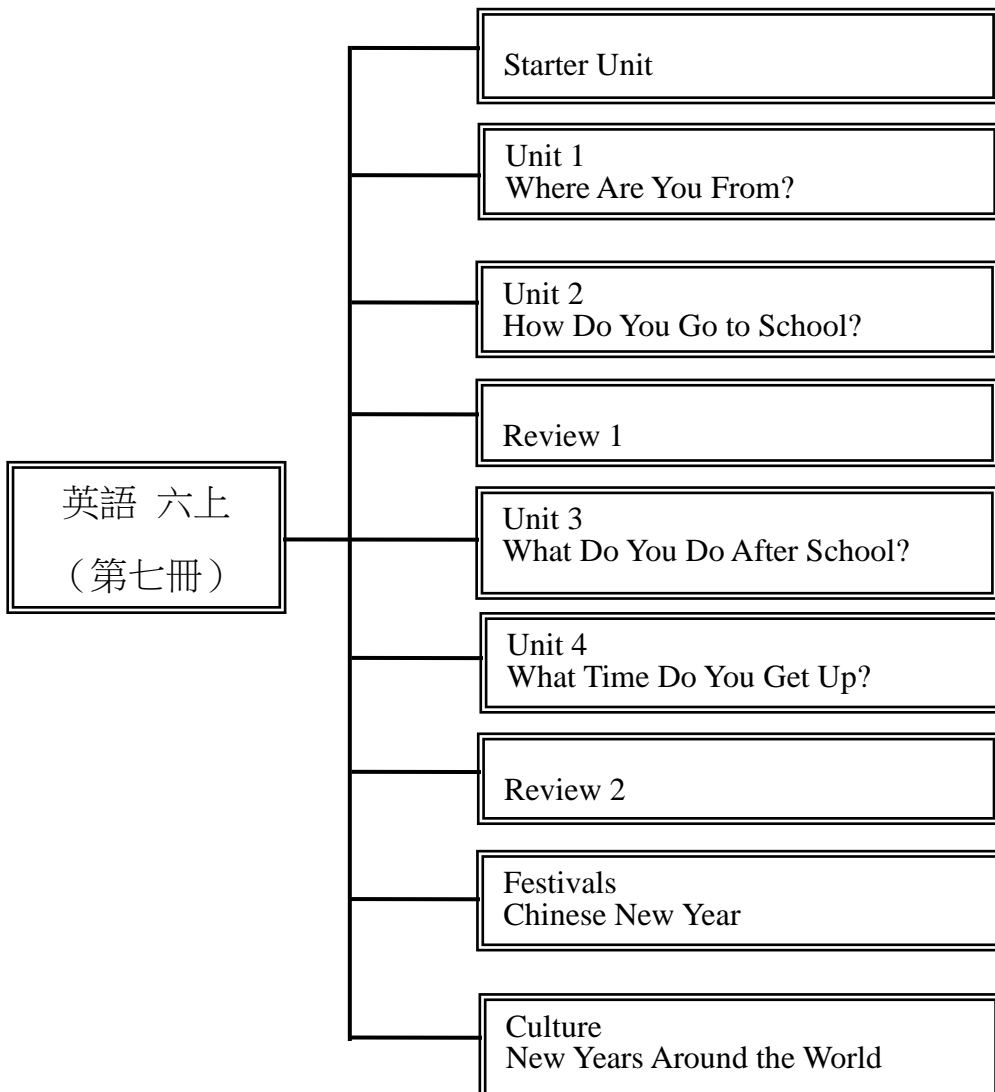 Starter Unit
Unit 1
Where Are You From?
Unit 2
How Do You Go to School?
Review 1
英語 六上
（第七冊）
Unit 3
What Do You Do After School?
Unit 4
What Time Do You Get Up?
Review 2
Festivals
Chinese New Year
Culture
New Years Around the World